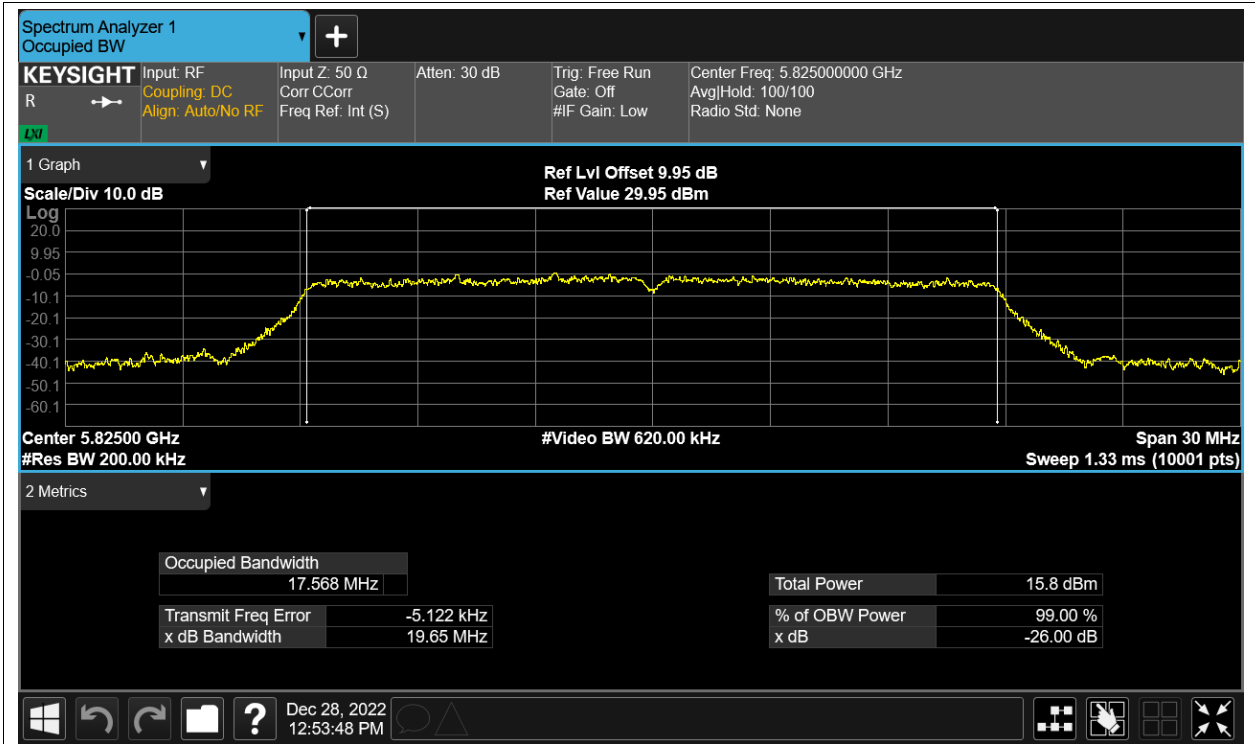 Spectrum Analyzer 1
Occupied BW
+
KEYSIGHT
R
LXI
Input: RF
Coupling: DC
Align: Auto/No RF
Input Z: 50 Ω
Corr CCorr
Freq Ref: Int (S)
Atten: 30 dB
Trig: Free Run
Gate: Off
#IF Gain: Low
Center Freq: 5.825000000 GHz
Avg|Hold: 100/100
Radio Std: None
1 Graph
Scale/Div 10.0 dB
Ref Lvl Offset 9.95 dB
Ref Value 29.95 dBm
Log
20.0
9.95
-0.05
-10.1
-20.1
-30.1
-40.1
-50.1
-60.1
Center 5.82500 GHz
#Res BW 200.00 kHz
#Video BW 620.00 kHz
Span 30 MHz
Sweep 1.33 ms (10001 pts)
2 Metrics
Occupied Bandwidth
17.568 MHz
Transmit Freq Error -5.122 kHz
x dB Bandwidth 19.65 MHz
Total Power 15.8 dBm
% of OBW Power 99.00 %
x dB -26.00 dB
?
Dec 28, 2022
12:53:48 PM